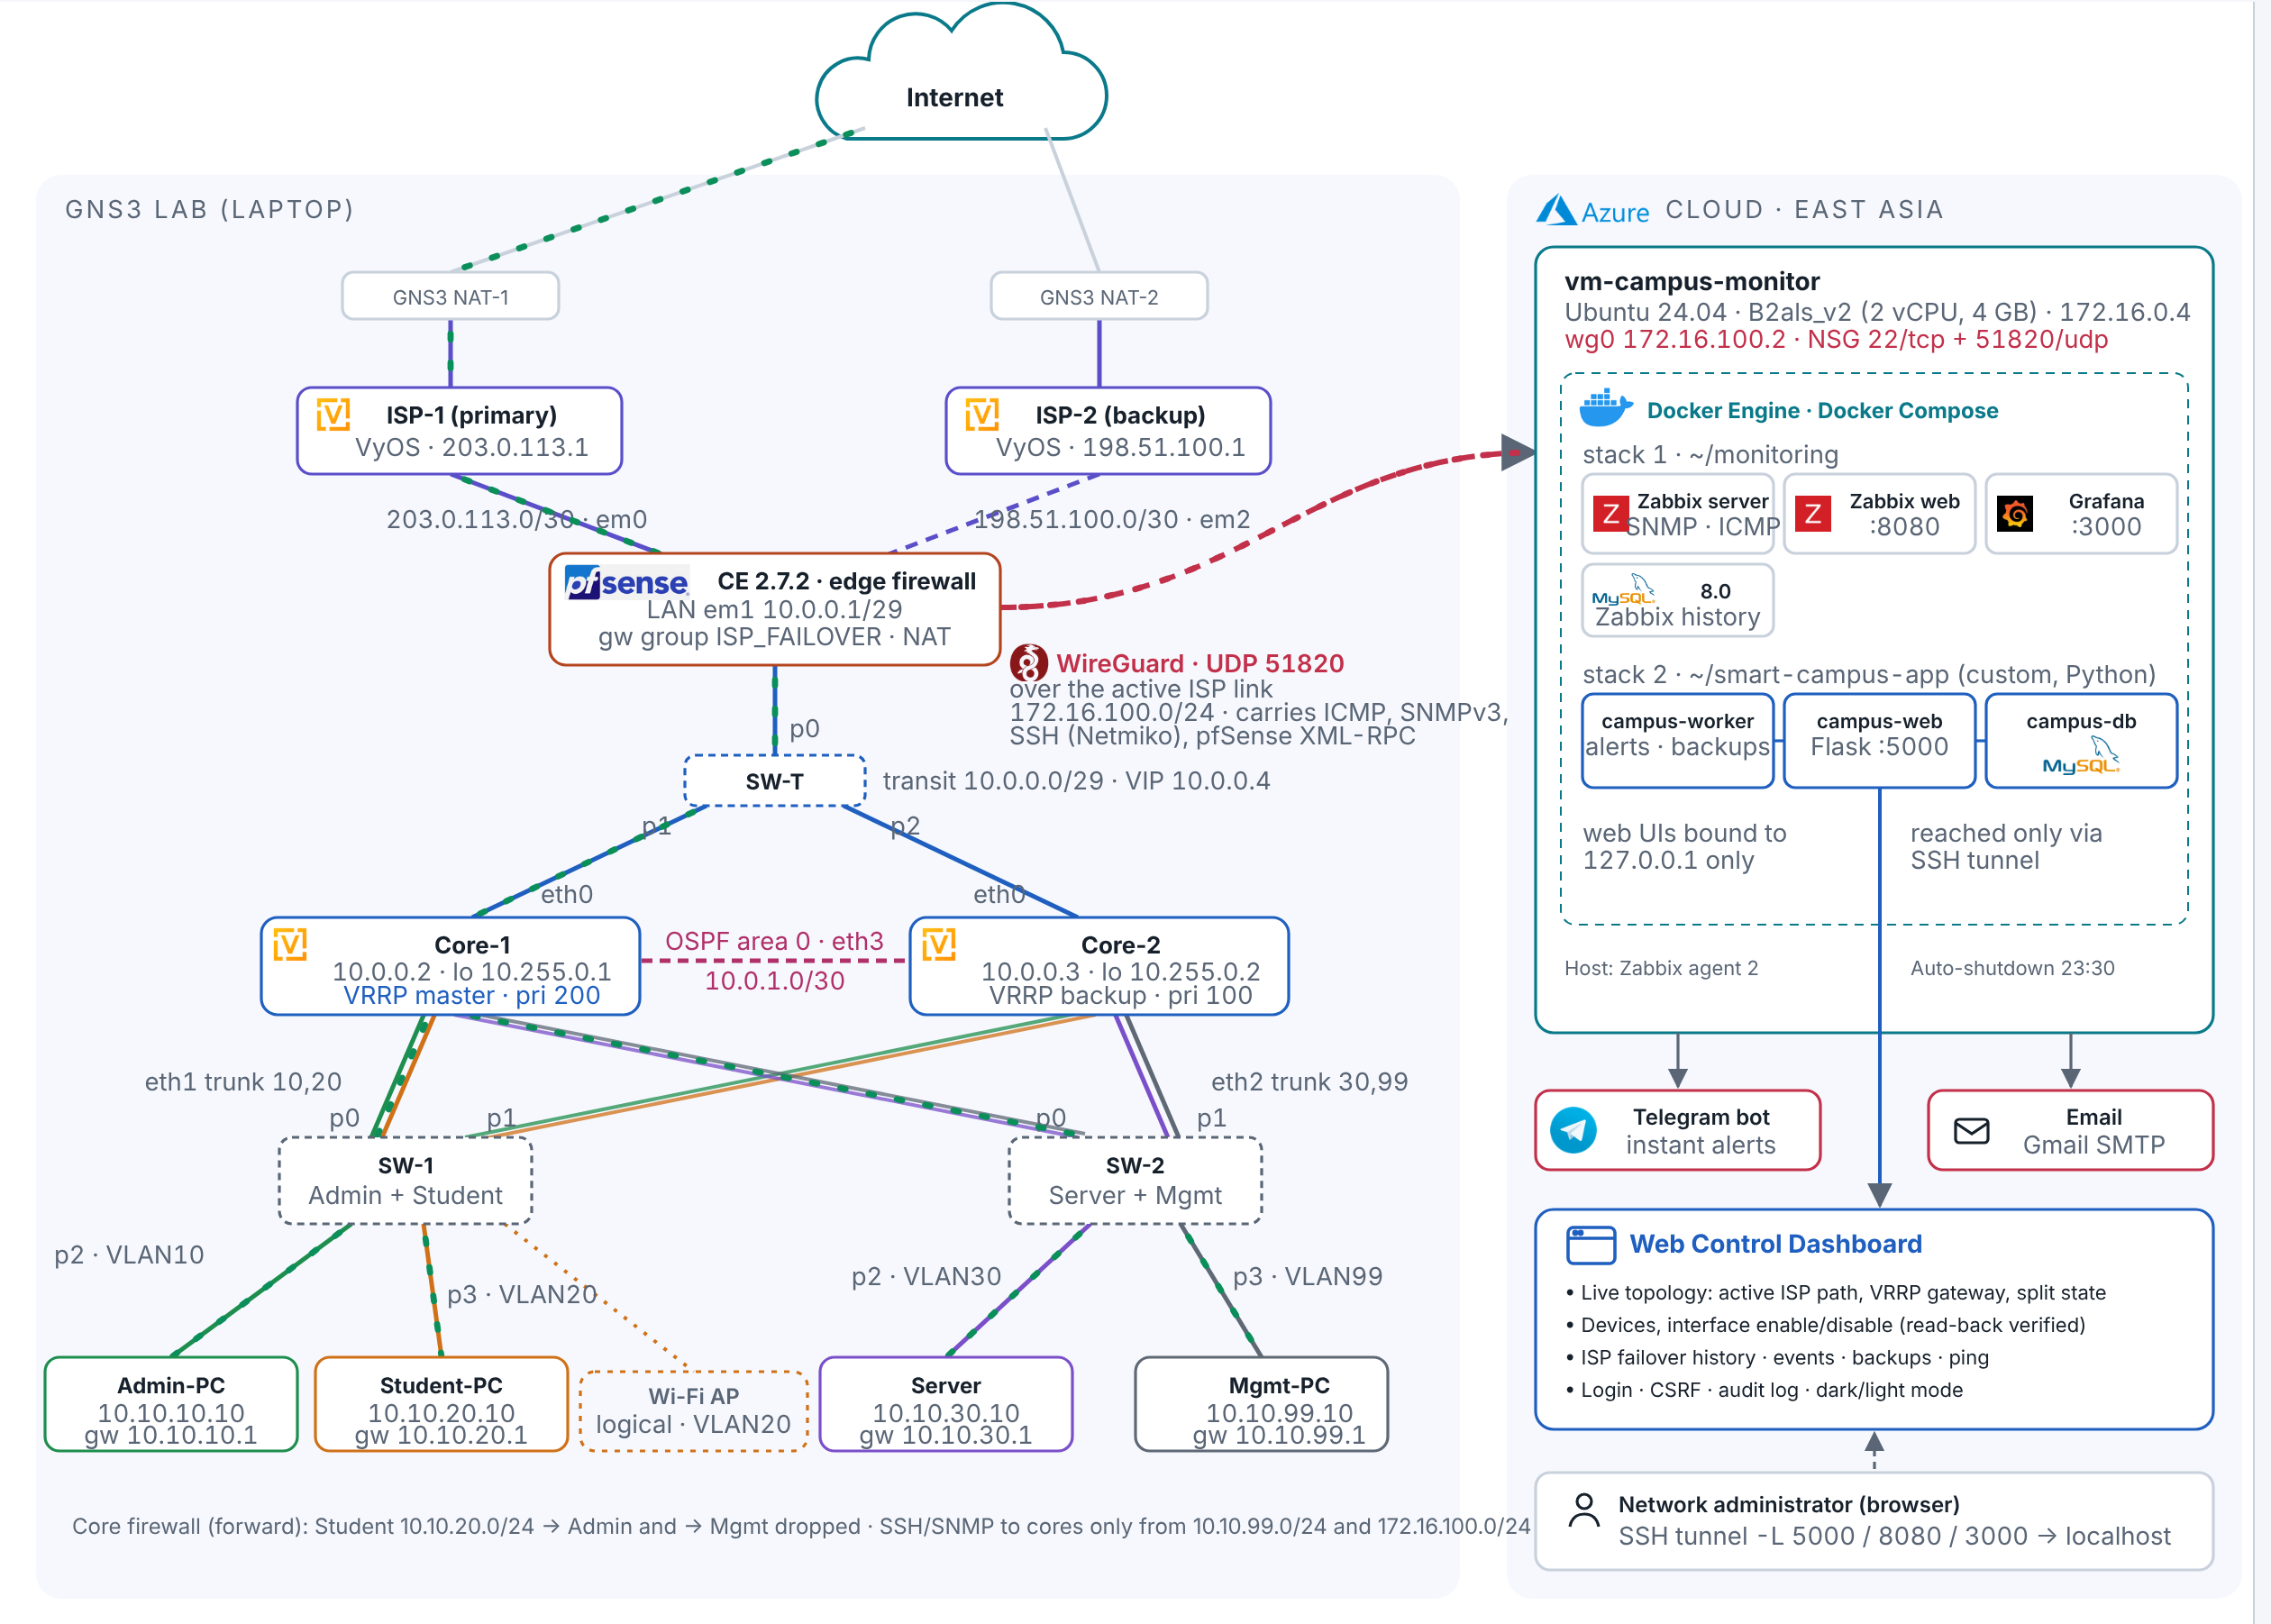 Internet
GNS3 LAB (LAPTOP)
GNS3 NAT-1
GNS3 NAT-2
ISP-1 (primary)
VyOS · 203.0.113.1
ISP-2 (backup)
VyOS · 198.51.100.1
203.0.113.0/30 · em0
198.51.100.0/30 · em2
pfsense CE 2.7.2 · edge firewall
LAN em1 10.0.0.1/29
gw group ISP_FAILOVER · NAT
WireGuard · UDP 51820
over the active ISP link
172.16.100.0/24 · carries ICMP, SNMPv3,
SSH (Netmiko), pfSense XML-RPC
p0
SW-T
transit 10.0.0.0/29 · VIP 10.0.0.4
p1
p2
eth0
eth0
Core-1
10.0.0.2 · lo 10.255.0.1
VRRP master · pri 200
OSPF area 0 · eth3
10.0.1.0/30
Core-2
10.0.0.3 · lo 10.255.0.2
VRRP backup · pri 100
eth1 trunk 10,20
eth2 trunk 30,99
p0
p1
p0
p1
SW-1
Admin + Student
SW-2
Server + Mgmt
p2 · VLAN10
p3 · VLAN20
p2 · VLAN30
p3 · VLAN99
Admin-PC
10.10.10.10
gw 10.10.10.1
Student-PC
10.10.20.10
gw 10.10.20.1
Wi-Fi AP
logical · VLAN20
Server
10.10.30.10
gw 10.10.30.1
Mgmt-PC
10.10.99.10
gw 10.10.99.1
Core firewall (forward): Student 10.10.20.0/24 → Admin and → Mgmt dropped · SSH/SNMP to cores only from 10.10.99.0/24 and 172.16.100.0/24
Azure CLOUD · EAST ASIA
vm-campus-monitor
Ubuntu 24.04 · B2als_v2 (2 vCPU, 4 GB) · 172.16.0.4
wg0 172.16.100.2 · NSG 22/tcp + 51820/udp
Docker Engine · Docker Compose
stack 1 · ~/monitoring
Z Zabbix server
SNMP · ICMP
Z Zabbix web
:8080
Grafana
:3000
MySQL 8.0
Zabbix history
stack 2 · ~/smart-campus-app (custom, Python)
campus-worker
alerts · backups
campus-web
Flask :5000
campus-db
MySQL
web UIs bound to
127.0.0.1 only
reached only via
SSH tunnel
Host: Zabbix agent 2
Auto-shutdown 23:30
Telegram bot
instant alerts
Email
Gmail SMTP
Web Control Dashboard
• Live topology: active ISP path, VRRP gateway, split state
• Devices, interface enable/disable (read-back verified)
• ISP failover history · events · backups · ping
• Login · CSRF · audit log · dark/light mode
Network administrator (browser)
SSH tunnel -L 5000 / 8080 / 3000 → localhost